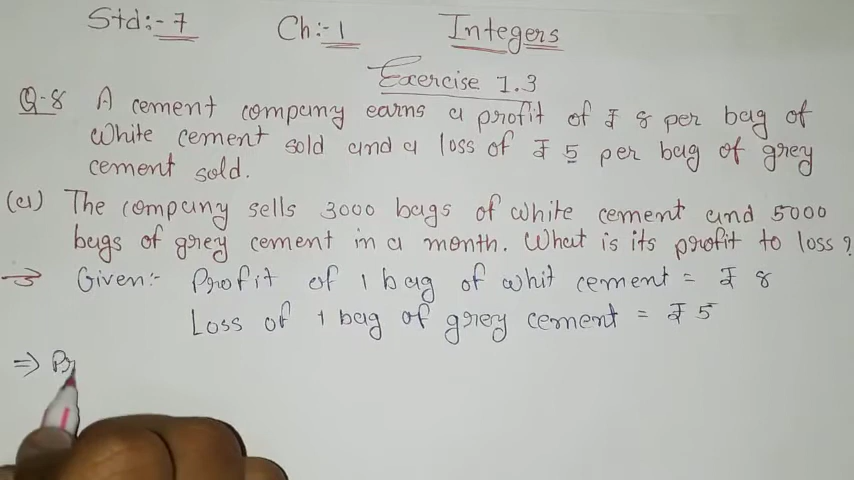 Std:- 7 Ch:- 1 Integers
Exercise 1.3
Q-8 A cement company earns a profit of ₹ 8 per bag of
white cement sold and a loss of ₹ 5 per bag of grey
cement sold.
(a) The company sells 3000 bags of white cement and 5000
bags of grey cement in a month. What is its profit to loss?
→ Given:- Profit of 1 bag of whit cement = ₹ 8
Loss of 1 bag of grey cement = ₹ 5
⇒ Pr